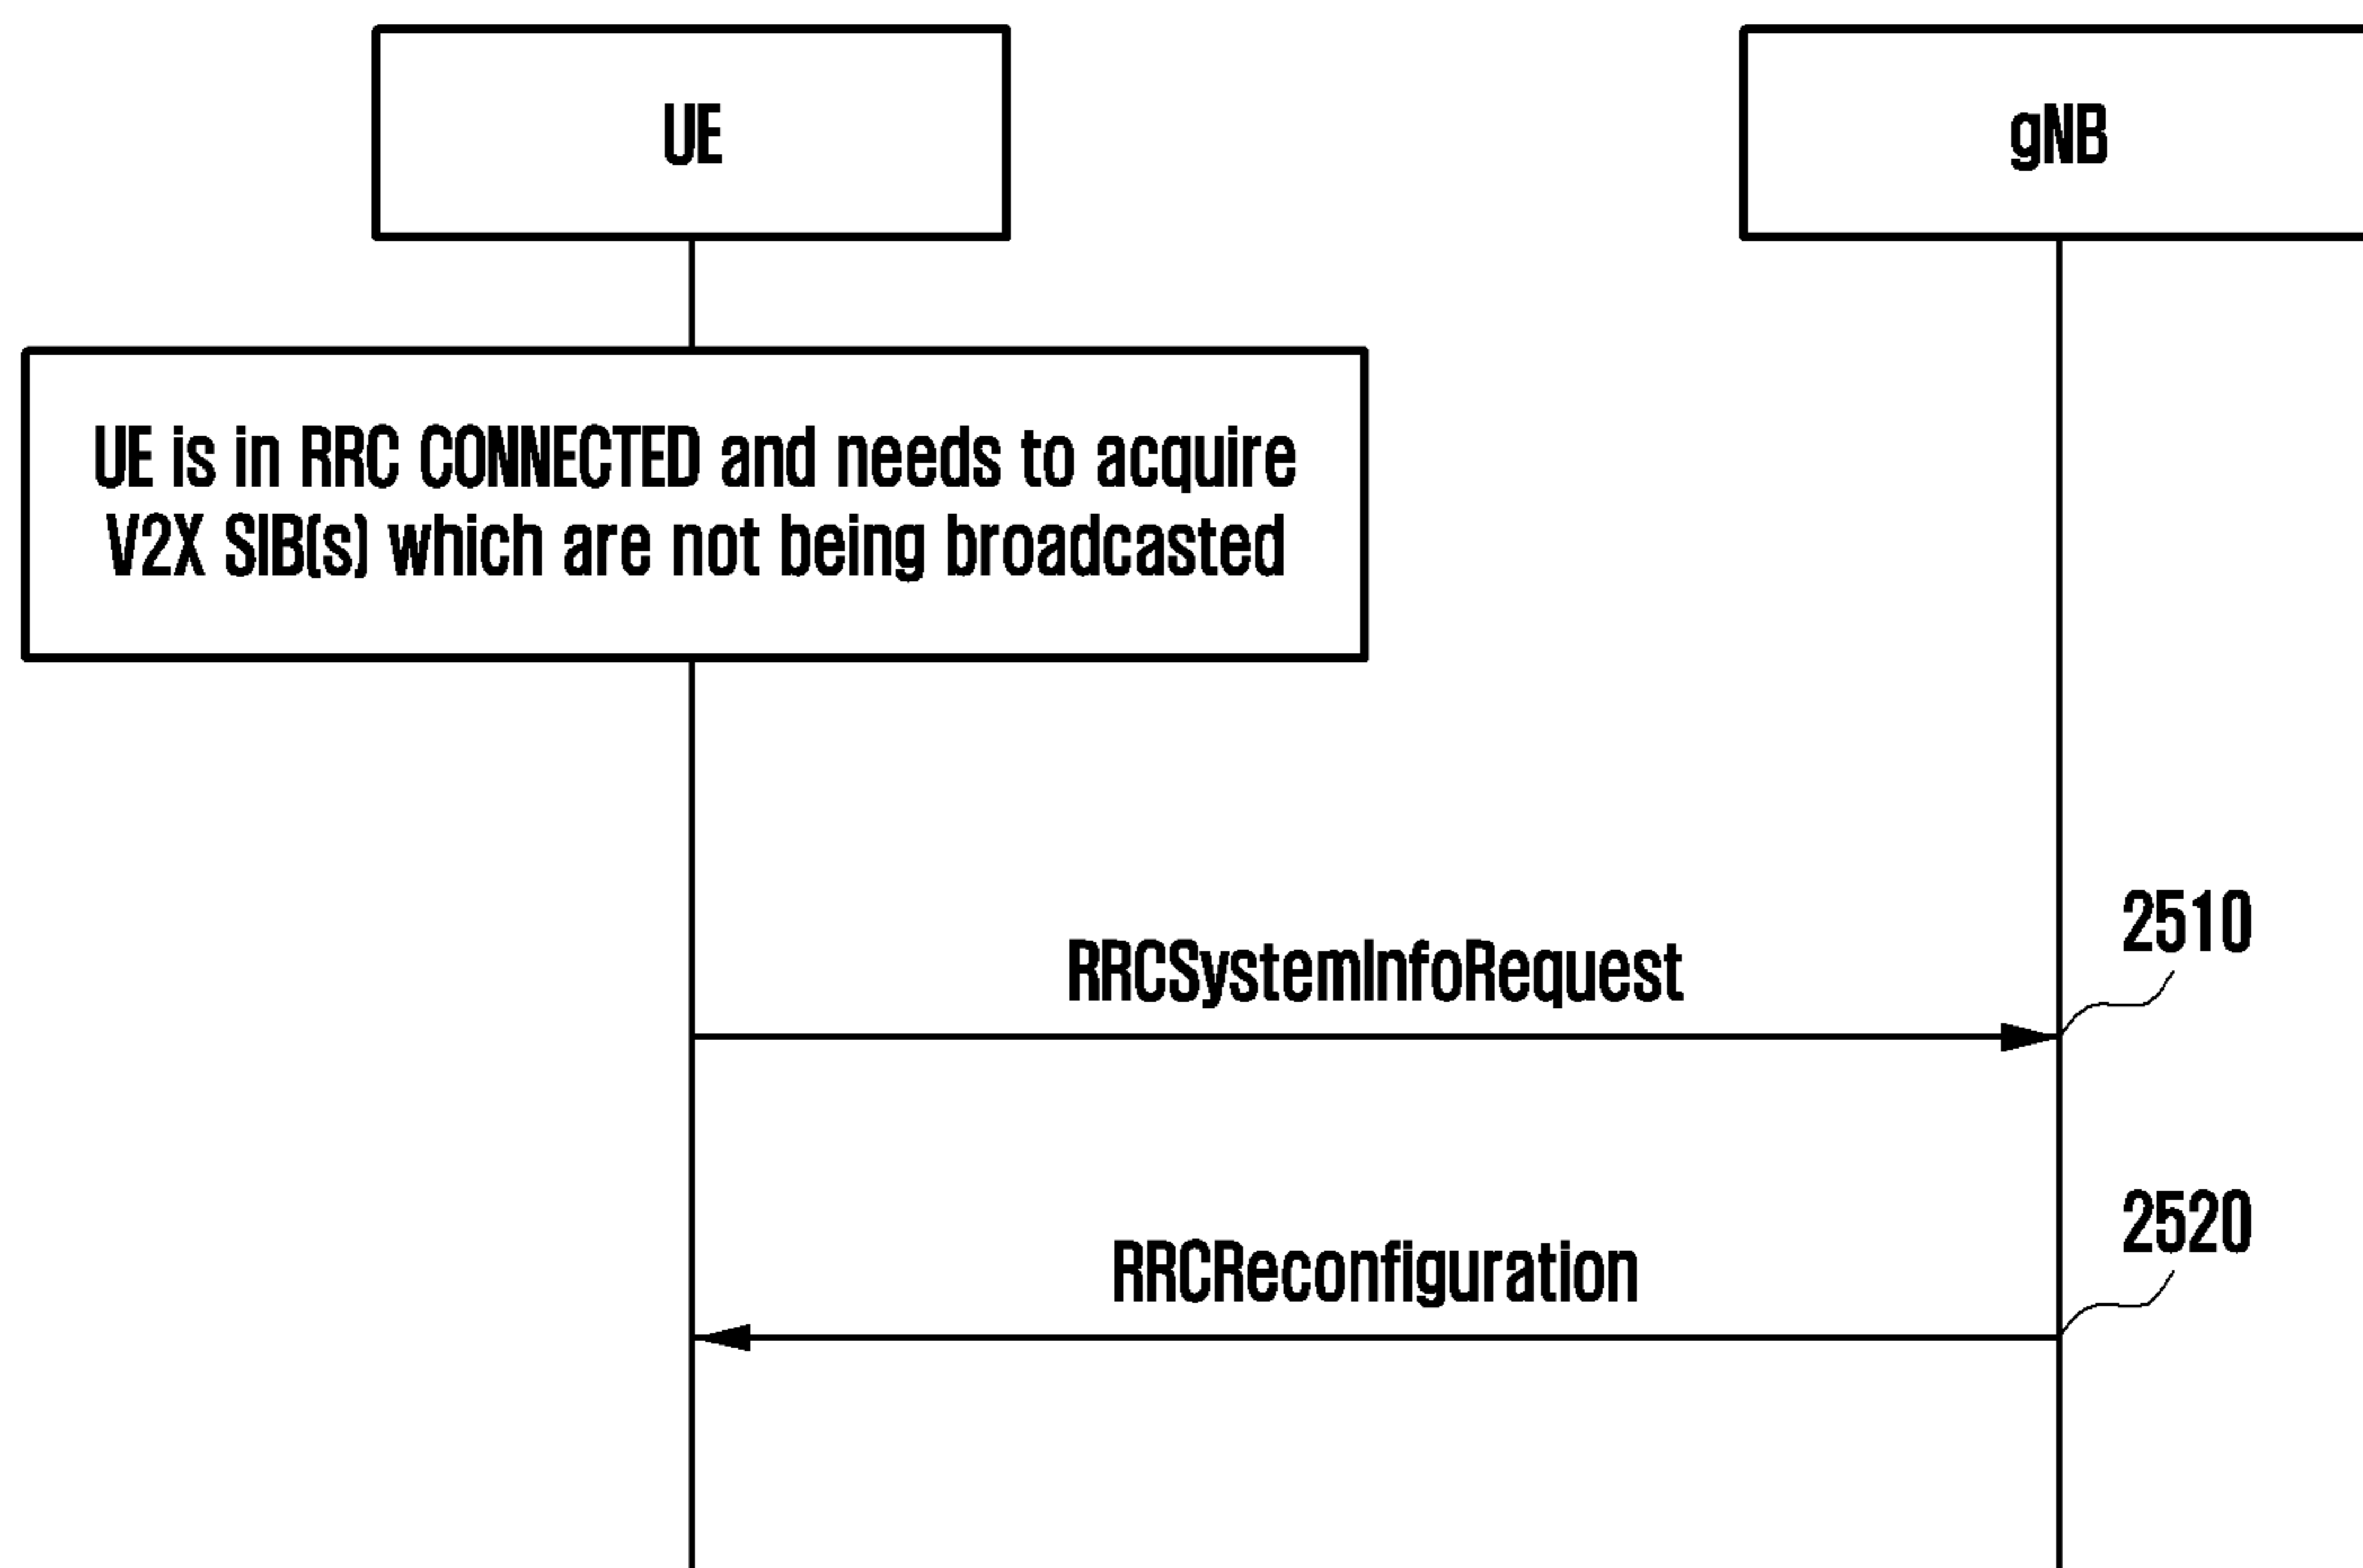 UE
gNB
UE is in RRC CONNECTED and needs to acquire
V2X SIB(s) which are not being broadcasted
2510
RRCSystemInfoRequest
2520
RRCReconfiguration